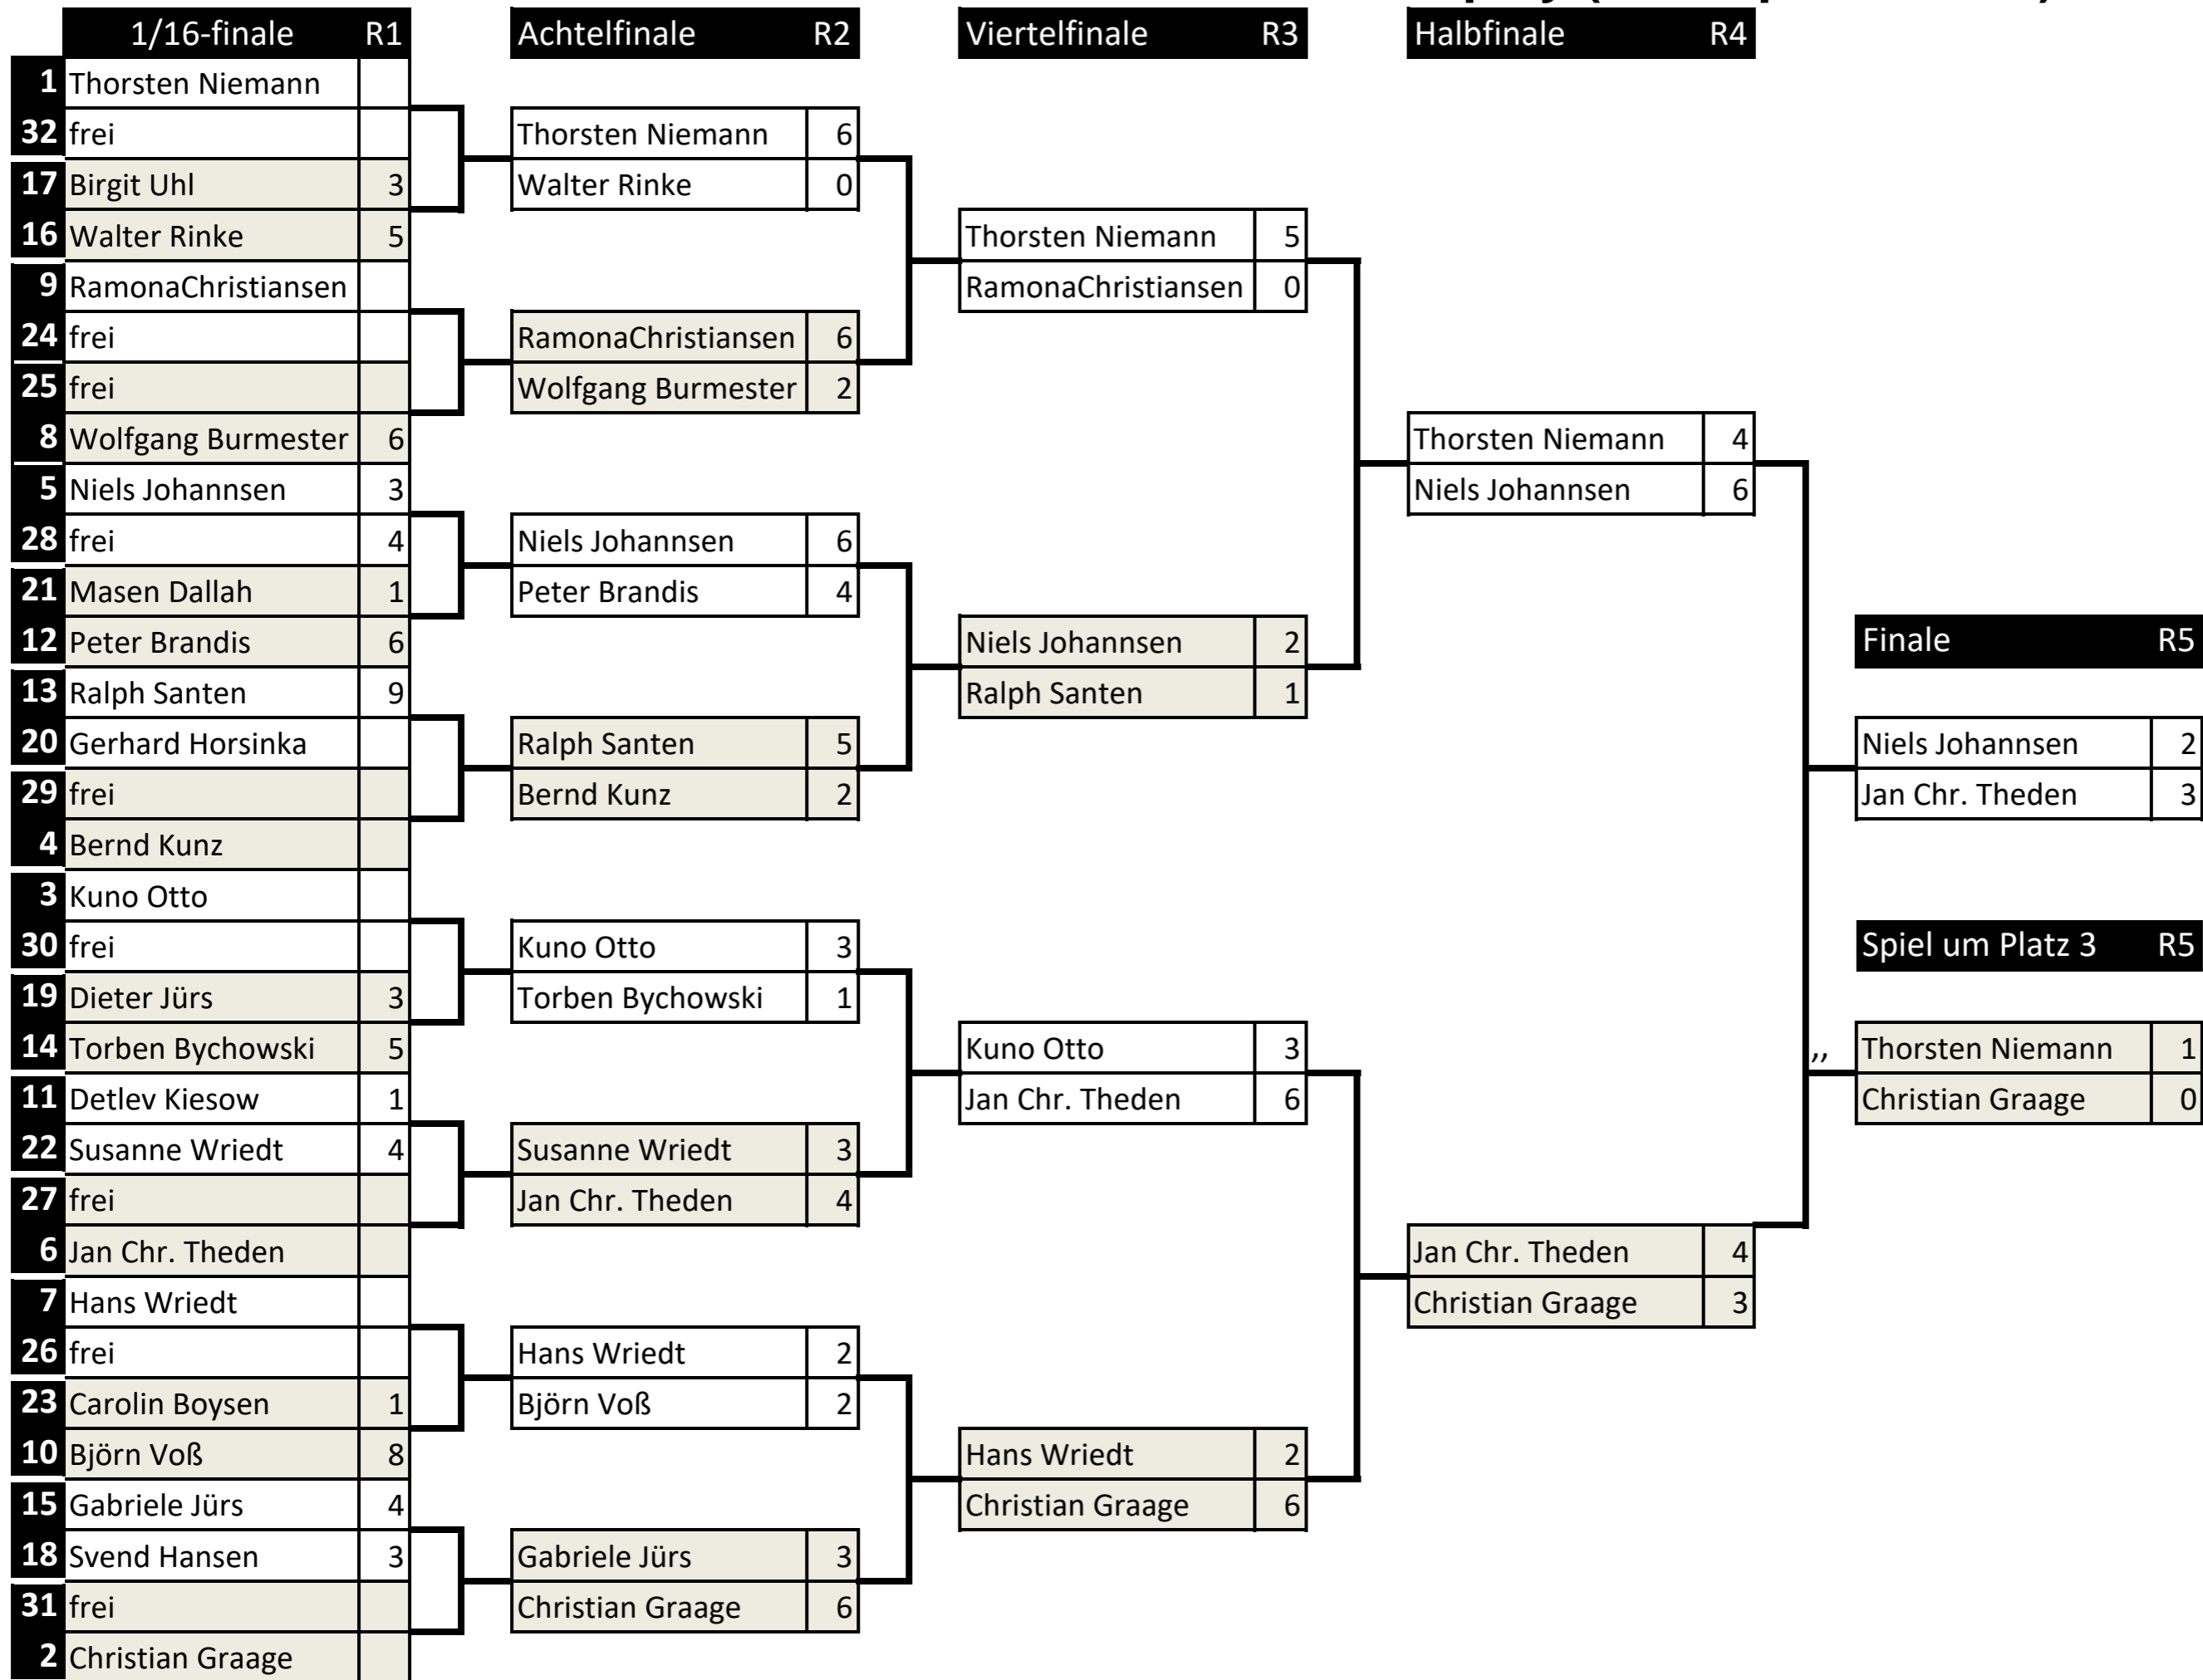 1/16-finale R1 Achtelfinale R2 Viertelfinale R3 Halbfinale R4
1 Thorsten Niemann
32 frei
Thorsten Niemann 6
17 Birgit Uhl 3
Walter Rinke 0
16 Walter Rinke 5
Thorsten Niemann 5
9 RamonaChristiansen
RamonaChristiansen 0
24 frei
RamonaChristiansen 6
25 frei
Wolfgang Burmester 2
8 Wolfgang Burmester 6
Thorsten Niemann 4
5 Niels Johannsen 3
Niels Johannsen 6
28 frei 4
Niels Johannsen 6
21 Masen Dallah 1
Peter Brandis 4
12 Peter Brandis 6
Niels Johannsen 2
Finale R5
13 Ralph Santen 9
Ralph Santen 1
20 Gerhard Horsinka
Ralph Santen 5
Niels Johannsen 2
29 frei
Bernd Kunz 2
Jan Chr. Theden 3
4 Bernd Kunz
3 Kuno Otto
30 frei
Kuno Otto 3
Spiel um Platz 3 R5
19 Dieter Jürs 3
Torben Bychowski 1
14 Torben Bychowski 5
Kuno Otto 3
,, Thorsten Niemann 1
11 Detlev Kiesow 1
Jan Chr. Theden 6
Christian Graage 0
22 Susanne Wriedt 4
Susanne Wriedt 3
27 frei
Jan Chr. Theden 4
6 Jan Chr. Theden
Jan Chr. Theden 4
7 Hans Wriedt
Christian Graage 3
26 frei
Hans Wriedt 2
23 Carolin Boysen 1
Björn Voß 2
10 Björn Voß 8
Hans Wriedt 2
15 Gabriele Jürs 4
Christian Graage 6
18 Svend Hansen 3
Gabriele Jürs 3
31 frei
Christian Graage 6
2 Christian Graage